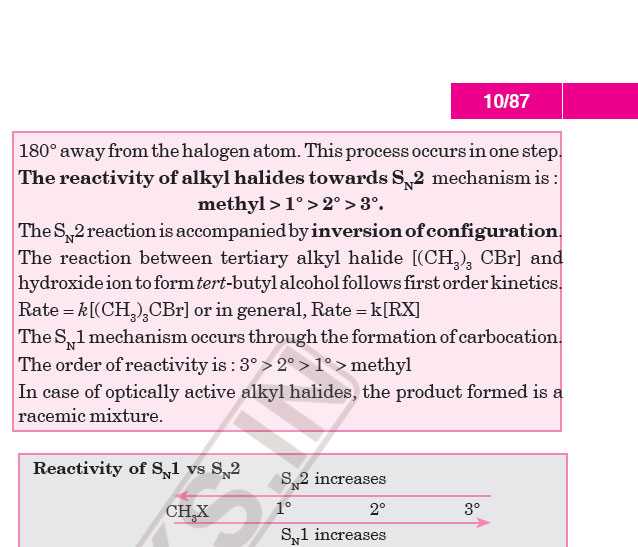 10/87
180° away from the halogen atom. This process occurs in one step.
The reactivity of alkyl halides towards S_N2 mechanism is :
methyl > 1° > 2° > 3°.
The S_N2 reaction is accompanied by inversion of configuration.
The reaction between tertiary alkyl halide [(CH₃)₃ CBr] and
hydroxide ion to form tert-butyl alcohol follows first order kinetics.
Rate = k[(CH₃)₃CBr] or in general, Rate = k[RX]
The S_N1 mechanism occurs through the formation of carbocation.
The order of reactivity is : 3° > 2° > 1° > methyl
In case of optically active alkyl halides, the product formed is a
racemic mixture.
Reactivity of S_N1 vs S_N2
S_N2 increases
CH₃X 1° 2° 3°
S_N1 increases